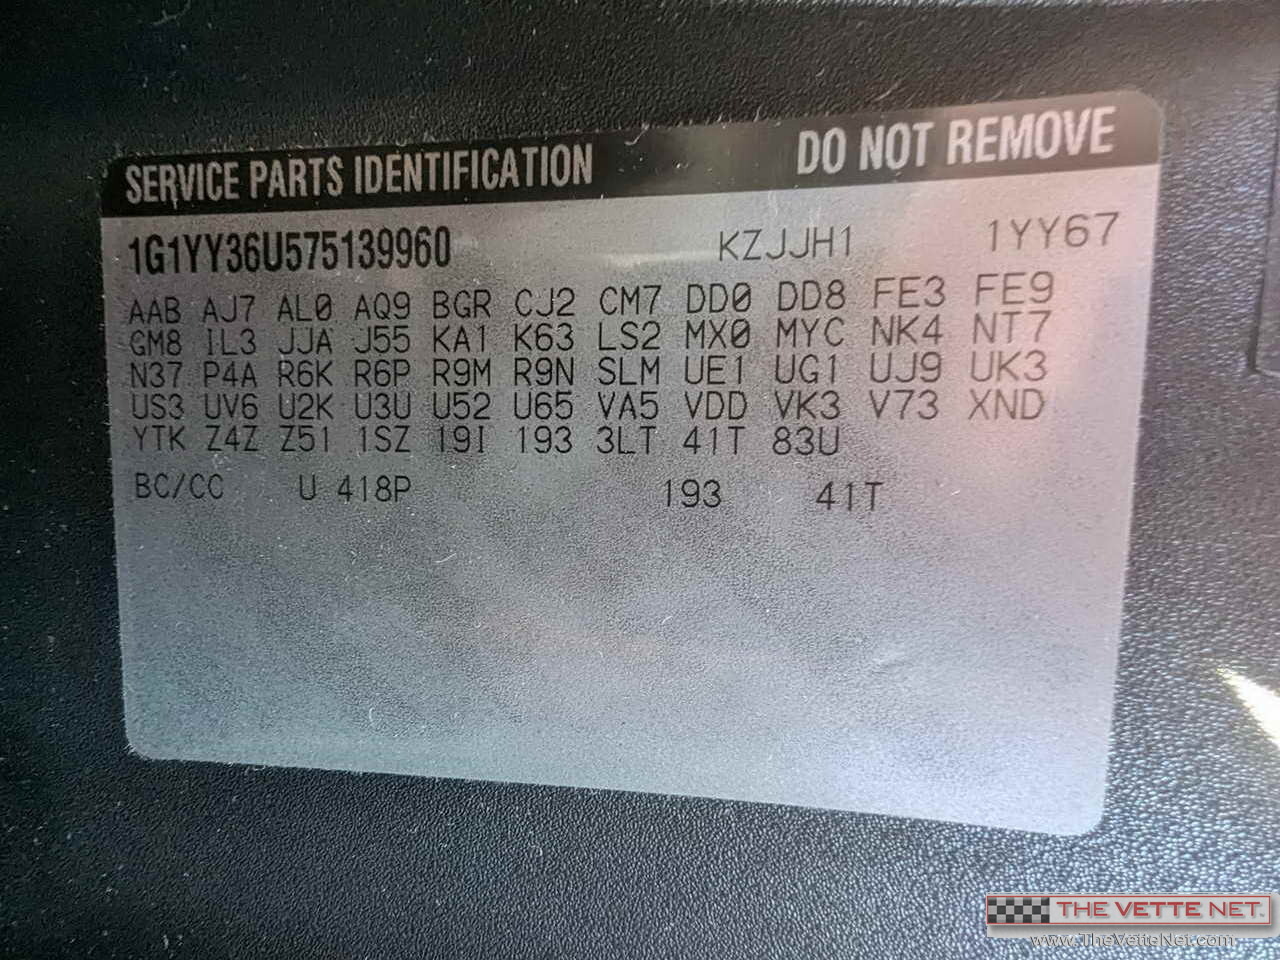 SERVICE PARTS IDENTIFICATION DO NOT REMOVE
1G1YY36U575139960 KZJJH1 1YY67
AAB AJ7 AL0 AQ9 BGR CJ2 CM7 DD0 DD8 FE3 FE9
GM8 IL3 JJA J55 KA1 K63 LS2 MX0 MYC NK4 NT7
N37 P4A R6K R6P R9M R9N SLM UE1 UG1 UJ9 UK3
US3 UV6 U2K U3U U52 U65 VA5 VDD VK3 V73 XND
YTK Z4Z Z51 1SZ 19I 193 3LT 41T 83U
BC/CC U 418P 193 41T
THE VETTE NET.
www.TheVetteNet.com